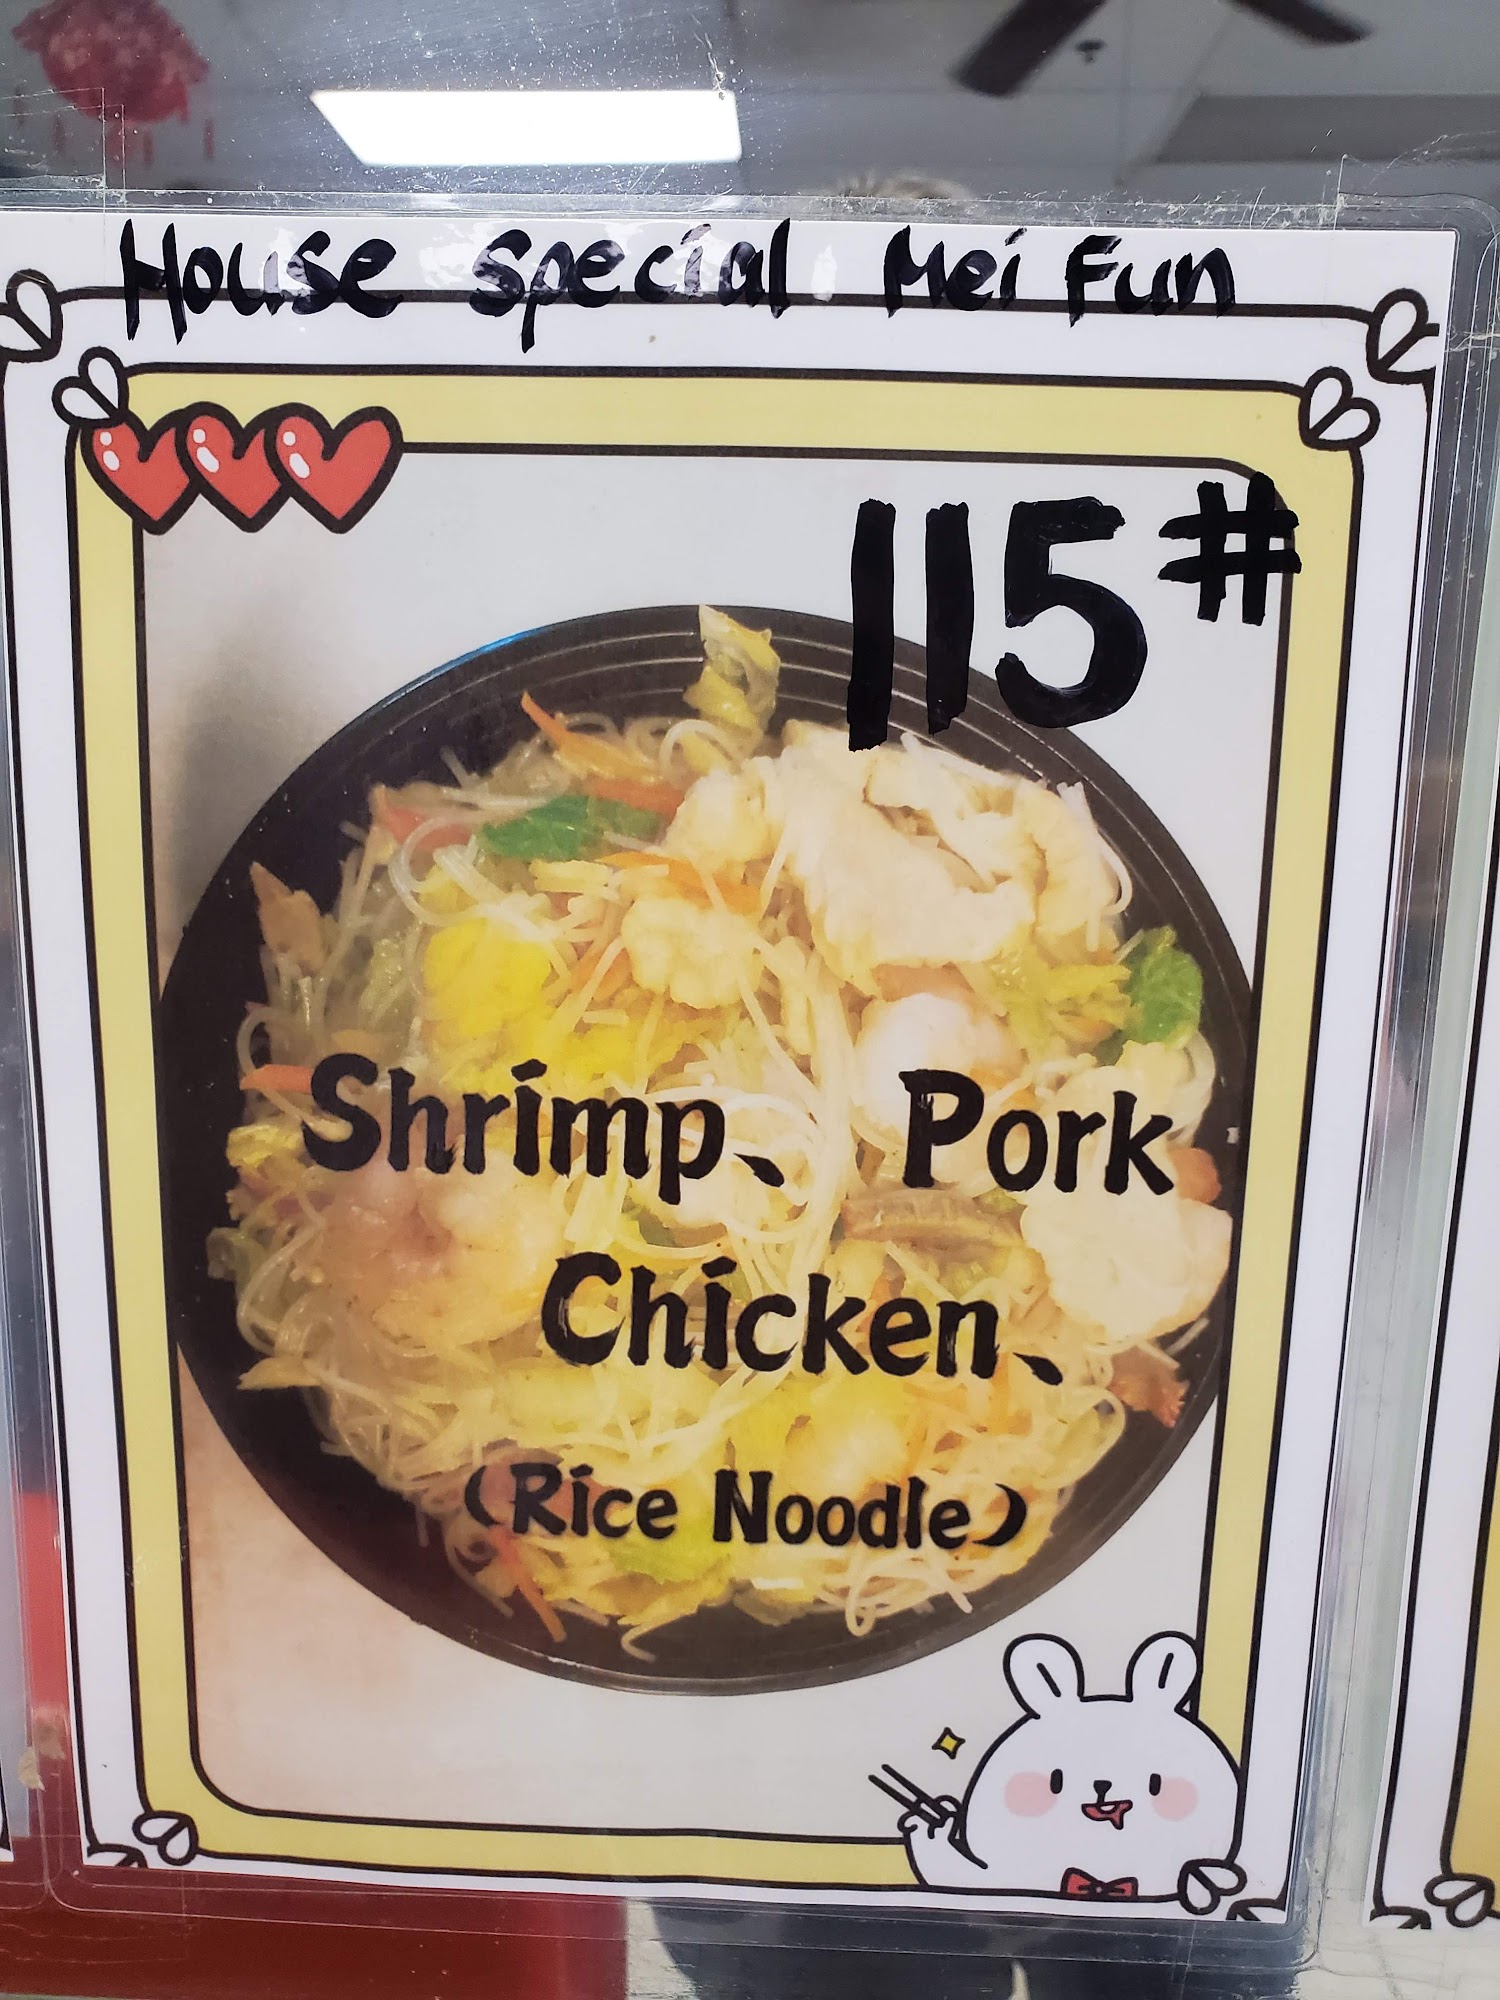 House Special Mei Fun
115#
Shrimp、 Pork
Chicken、
(Rice Noodle)